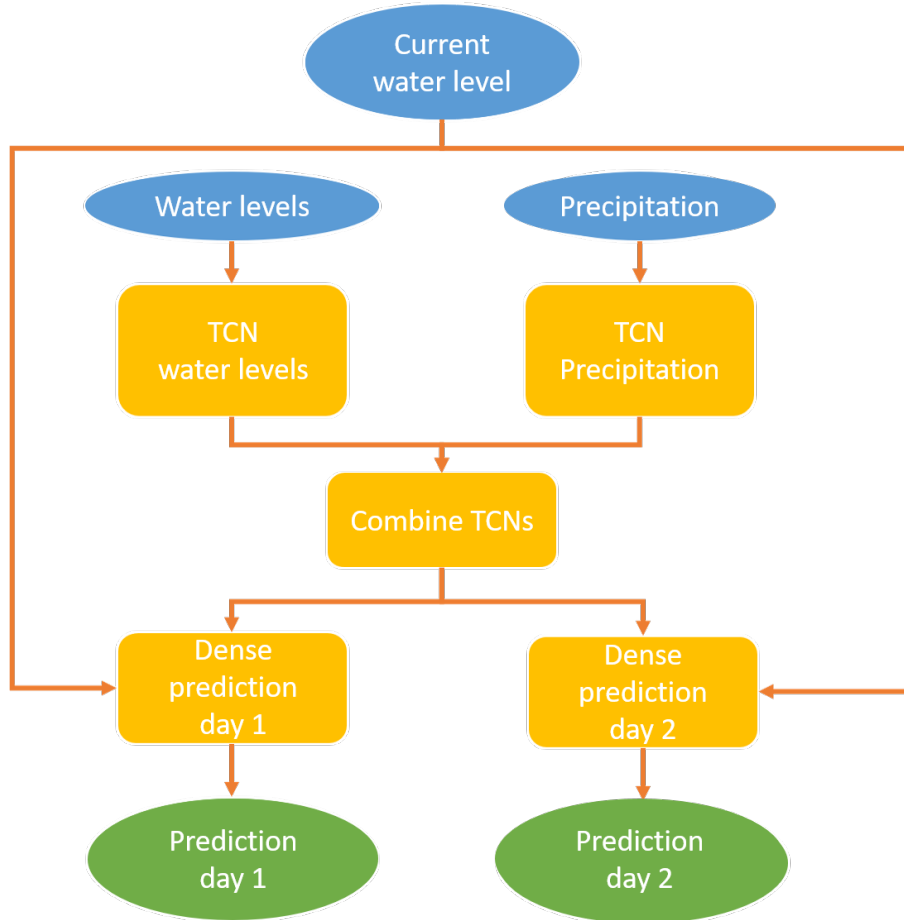 Current
water level
Water levels
Precipitation
TCN
water levels
TCN
Precipitation
Combine TCNs
Dense
prediction
day 1
Dense
prediction
day 2
Prediction
day 1
Prediction
day 2